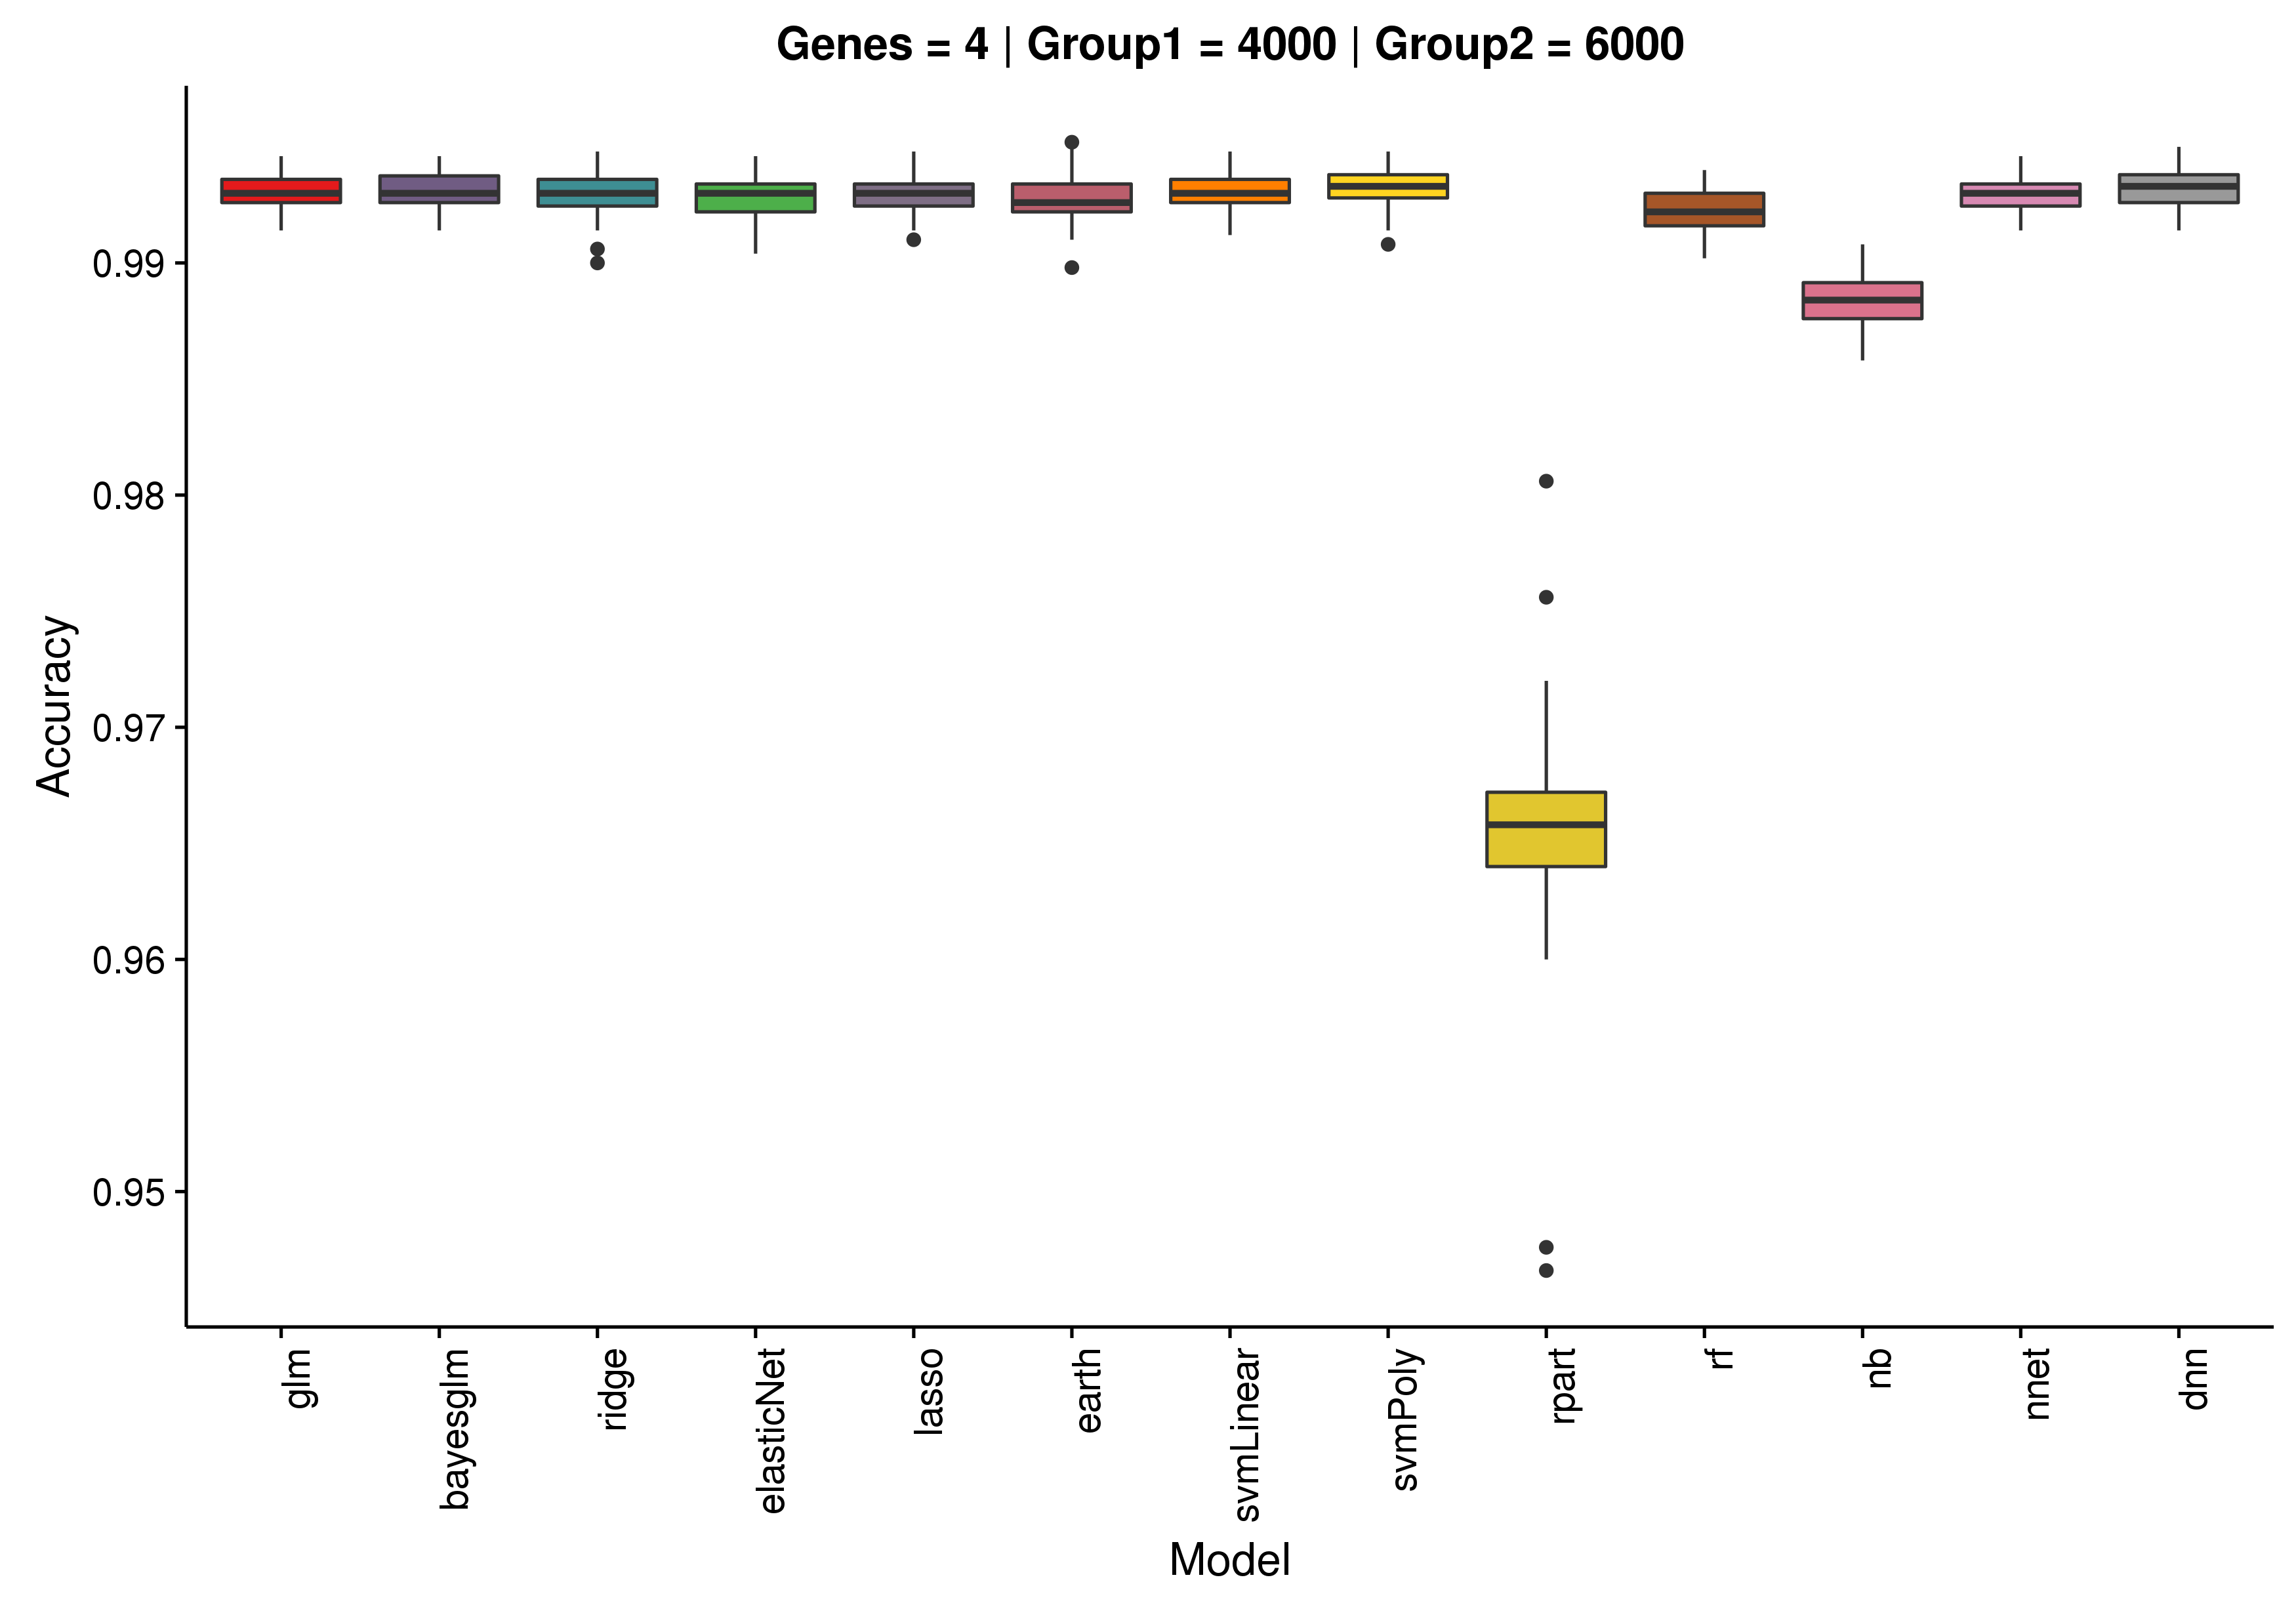 Genes = 4 | Group1 = 4000 | Group2 = 6000
Accuracy
0.99
0.98
0.97
0.96
0.95
glm
bayesglm
ridge
elasticNet
lasso
earth
svmLinear
svmPoly
rpart
rf
nb
nnet
dnn
Model